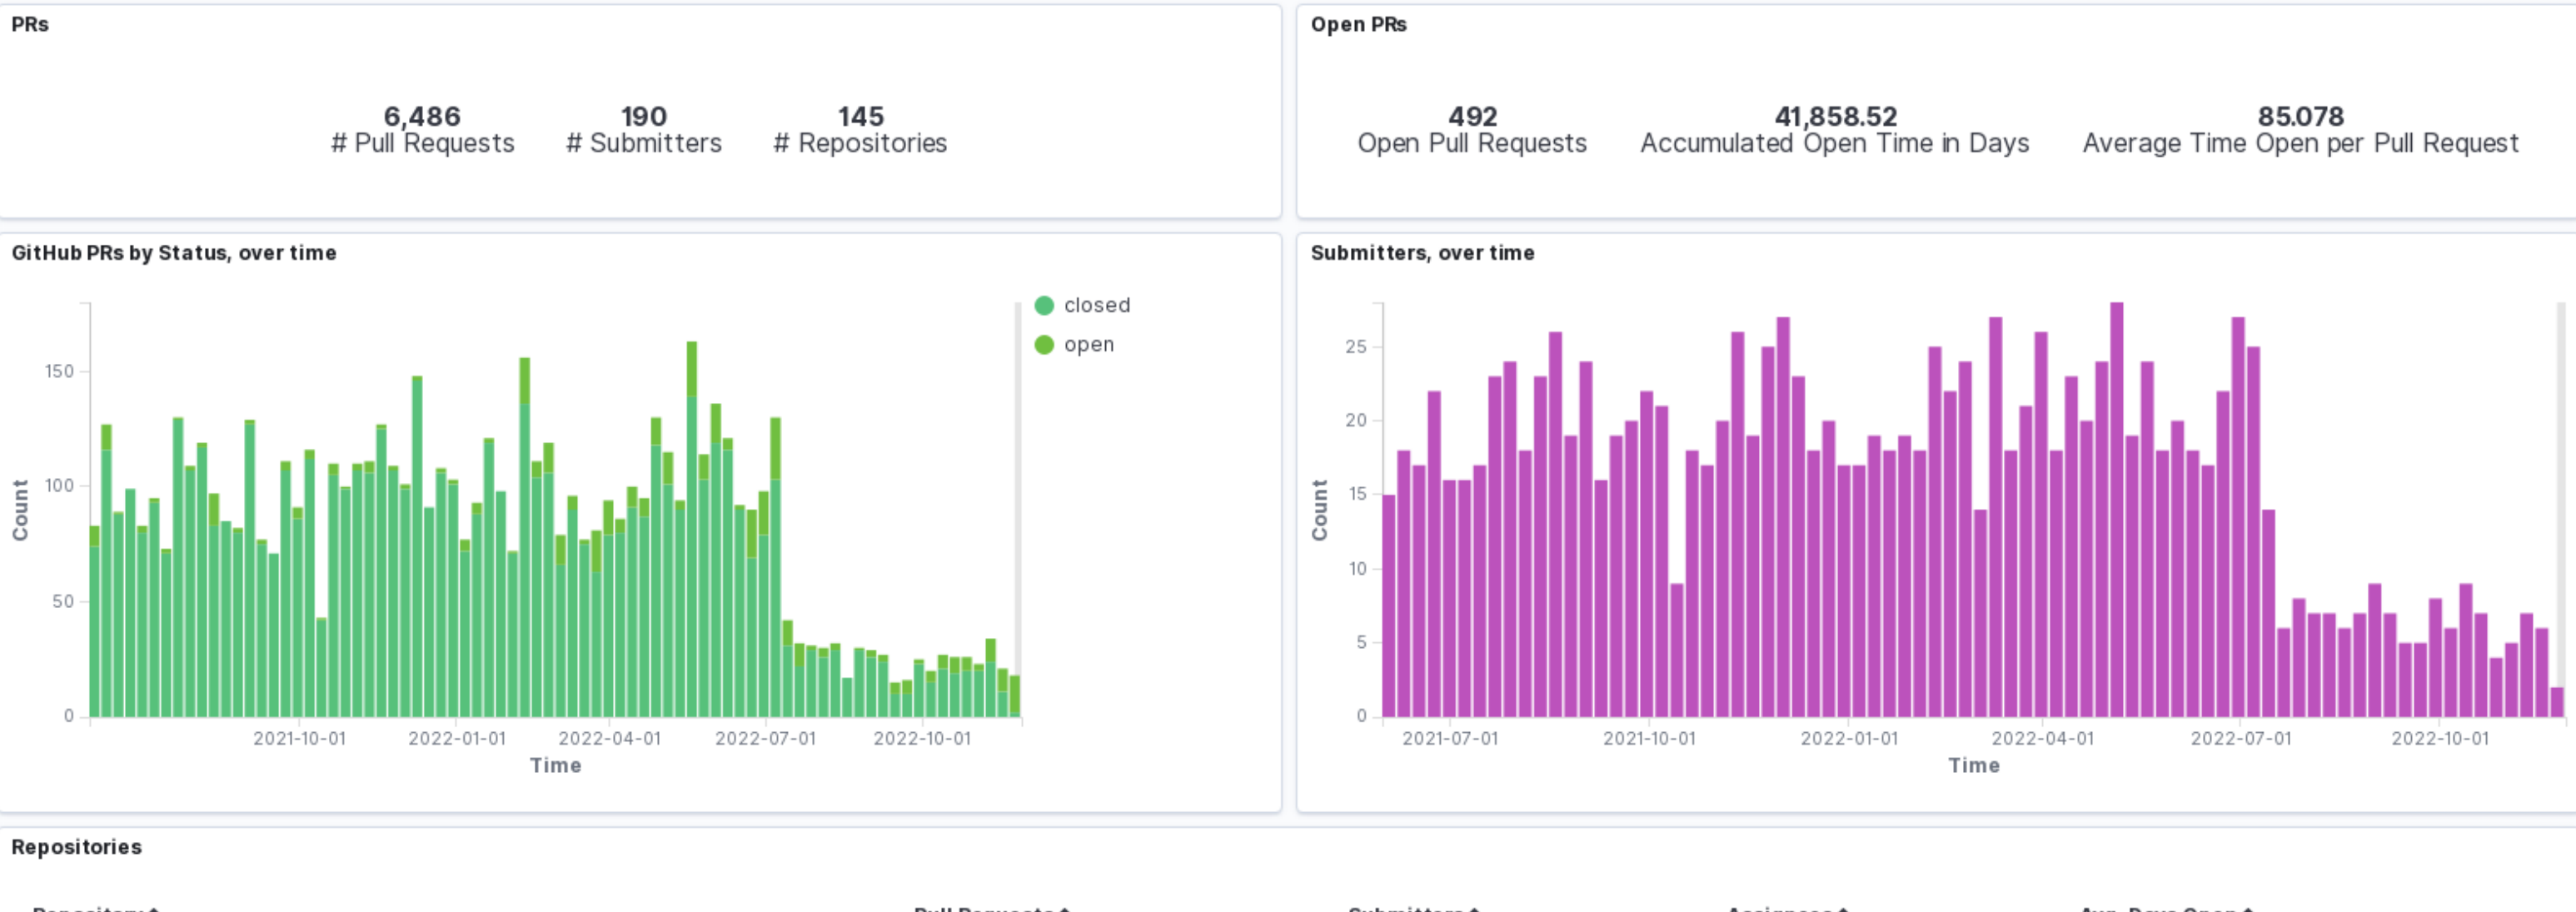 PRs
6,486 190 145
# Pull Requests # Submitters # Repositories
Open PRs
492 41,858.52 85.078
Open Pull Requests Accumulated Open Time in Days Average Time Open per Pull Request
GitHub PRs by Status, over time
closed
open
150
100
50
0
Count
2021-10-01 2022-01-01 2022-04-01 2022-07-01 2022-10-01
Time
Submitters, over time
25
20
15
10
5
0
Count
2021-07-01 2021-10-01 2022-01-01 2022-04-01 2022-07-01 2022-10-01
Time
Repositories